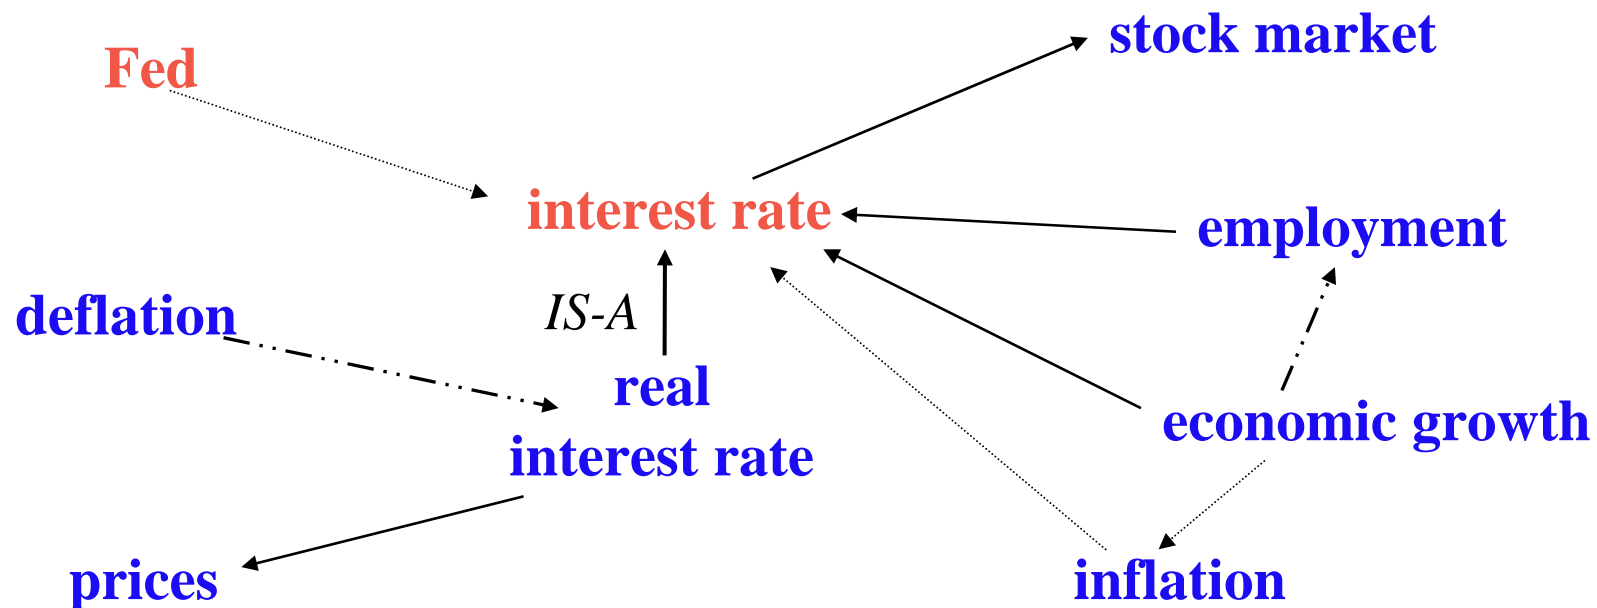 stock market
Fed
interest rate
employment
deflation
IS-A
real
interest rate
economic growth
prices
inflation